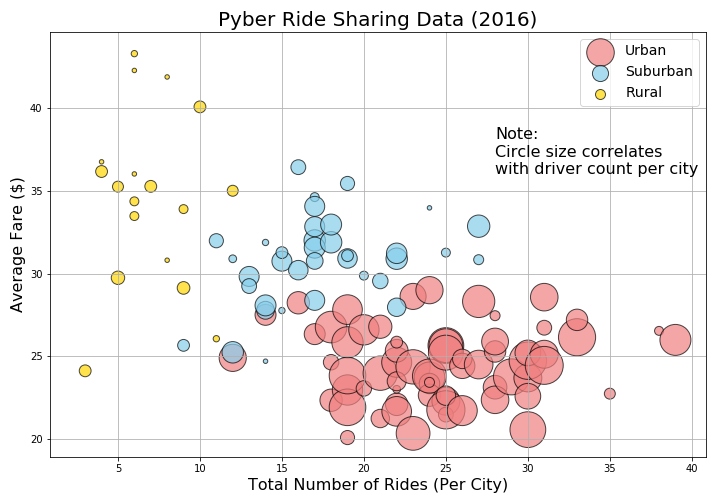 Pyber Ride Sharing Data (2016)
Urban
Suburban
Rural
Note:
Circle size correlates
with driver count per city
Average Fare ($)
40
35
30
25
20
5 10 15 20 25 30 35 40
Total Number of Rides (Per City)